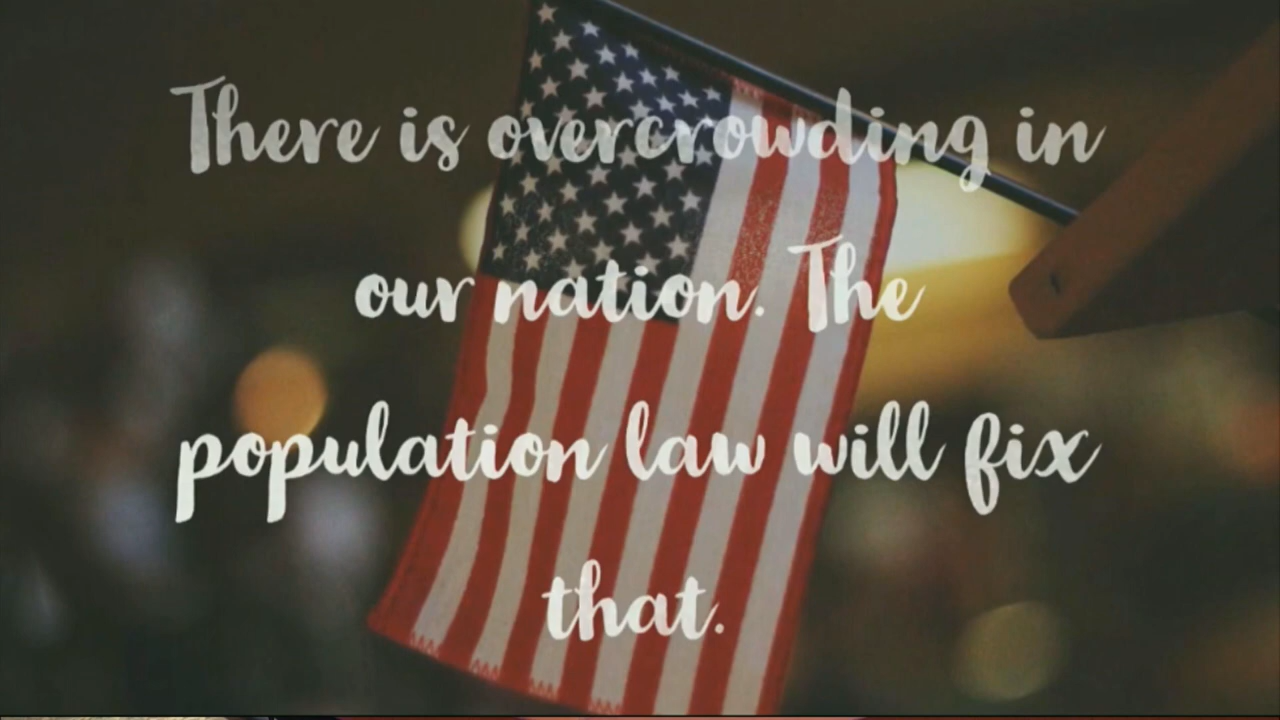 There is overcrowding in
our nation. The
population law will fix
that.